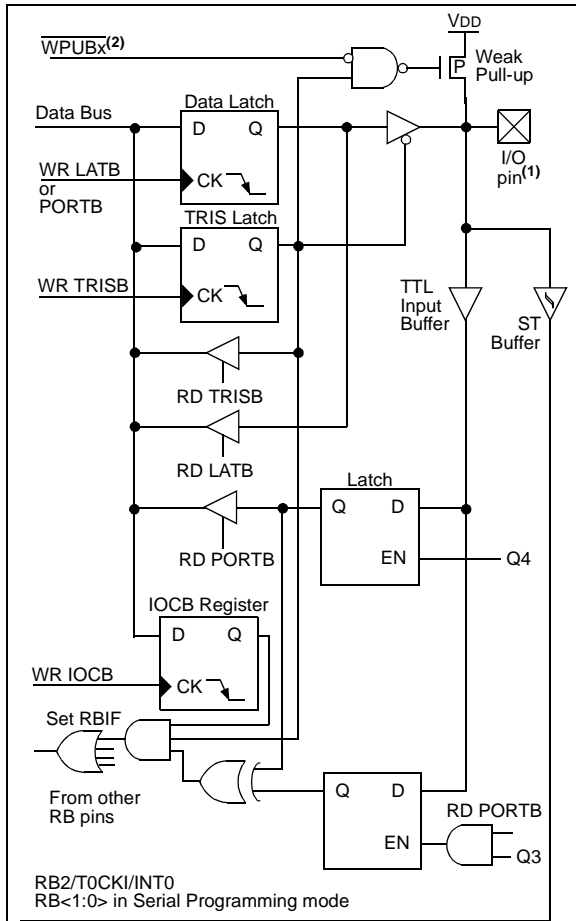 VDD
WPUBx(2)
P
Weak
Pull-up
Data Bus
Data Latch
D Q
WR LATB
or
PORTB
CK
I/O
pin(1)
TRIS Latch
D Q
WR TRISB
CK
TTL
Input
Buffer
ST
Buffer
RD TRISB
RD LATB
Latch
Q D
EN
Q4
RD PORTB
IOCB Register
D Q
WR IOCB
CK
Set RBIF
From other
RB pins
Q D
EN
RD PORTB
Q3
RB2/T0CKI/INT0
RB<1:0> in Serial Programming mode